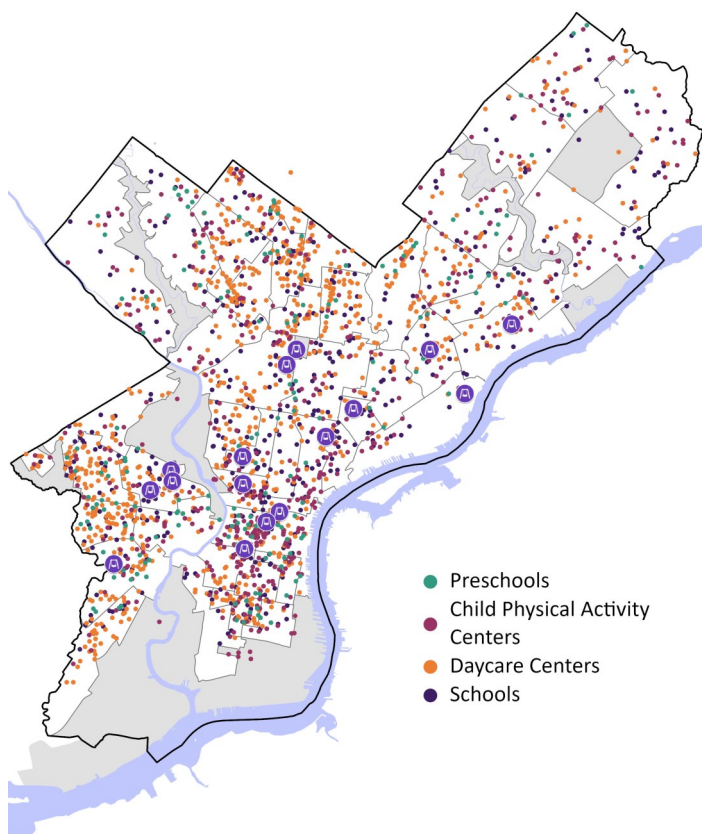 Preschools
Child Physical Activity
Centers
Daycare Centers
Schools